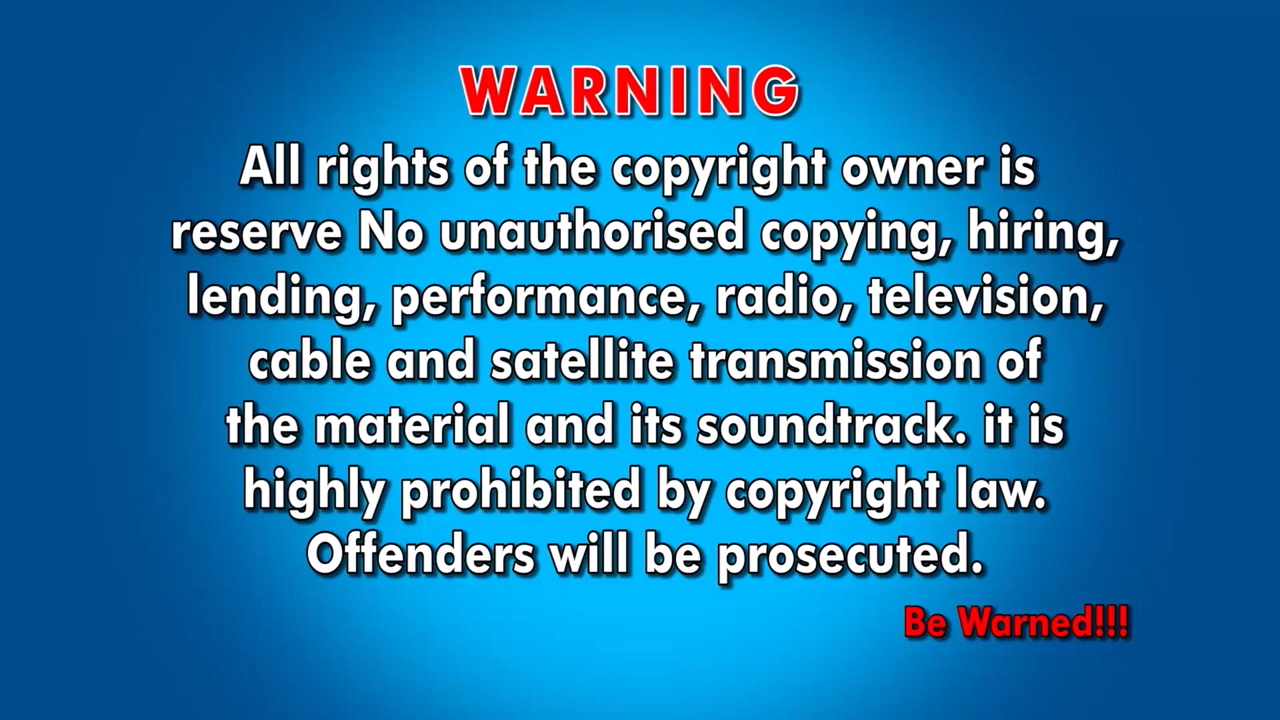 WARNING
All rights of the copyright owner is
reserve No unauthorised copying, hiring,
lending, performance, radio, television,
cable and satellite transmission of
the material and its soundtrack. it is
highly prohibited by copyright law.
Offenders will be prosecuted.
Be Warned!!!